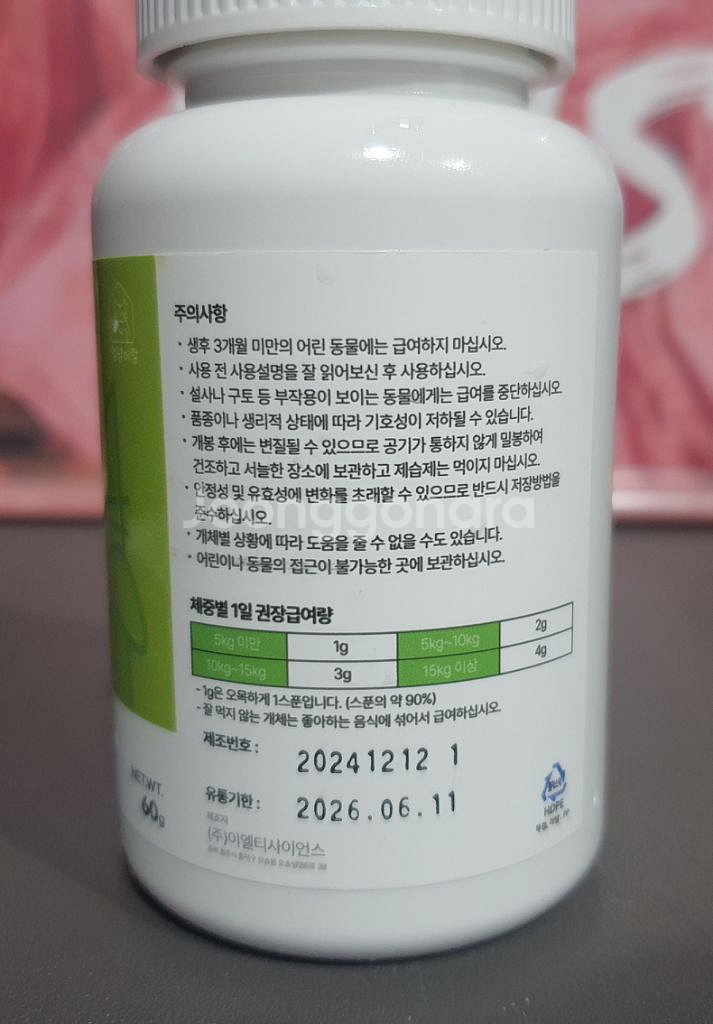 주의사항
· 생후 3개월 미만의 어린 동물에는 급여하지 마십시오.
· 사용 전 사용설명을 잘 읽어보신 후 사용하십시오.
· 설사나 구토 등 부작용이 보이는 동물에게는 급여를 중단하십시오
· 품종이나 생리적 상태에 따라 기호성이 저하될 수 있습니다.
· 개봉 후에는 변질될 수 있으므로 공기가 통하지 않게 밀봉하여
건조하고 서늘한 장소에 보관하고 제습제는 먹이지 마십시오.
· 안정성 및 유효성에 변화를 초래할 수 있으므로 반드시 저장방법을
준수하십시오.
Joonggonara
· 개체별 상황에 따라 도움을 줄 수 없을 수도 있습니다.
· 어린이나 동물의 접근이 불가능한 곳에 보관하십시오.
체중별 1일 권장급여량
5kg 미만 1g 5kg~10kg 2g
10kg~15kg 3g 15kg 이상 4g
- 1g은 오목하게 1스푼입니다. (스푼의 약 90%)
- 잘 먹지 않는 개체는 좋아하는 음식에 섞어서 급여하십시오.
제조번호 : 20241212 1
유통기한 : 2026.06.11
제조자
(주)이엘티사이언스
NET.WT.
60g
HDPE